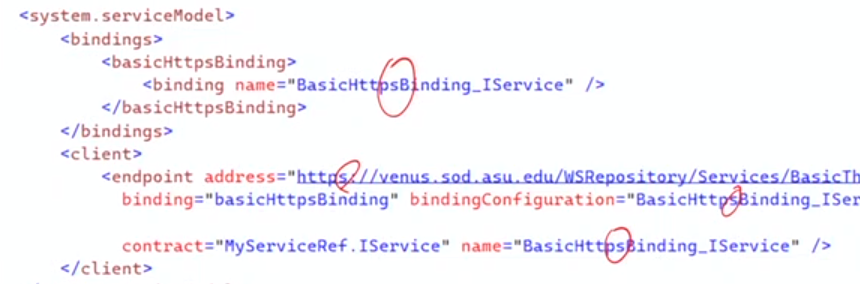 <system.serviceModel>
<bindings>
<basicHttpsBinding>
<binding name="BasicHttpsBinding_IService" />
</basicHttpsBinding>
</bindings>
<client>
<endpoint address="https://venus.sod.asu.edu/WSRepository/Services/BasicTh
binding="basicHttpsBinding" bindingConfiguration="BasicHttpsBinding_ISer
contract="MyServiceRef.IService" name="BasicHttpsBinding_IService" />
</client>